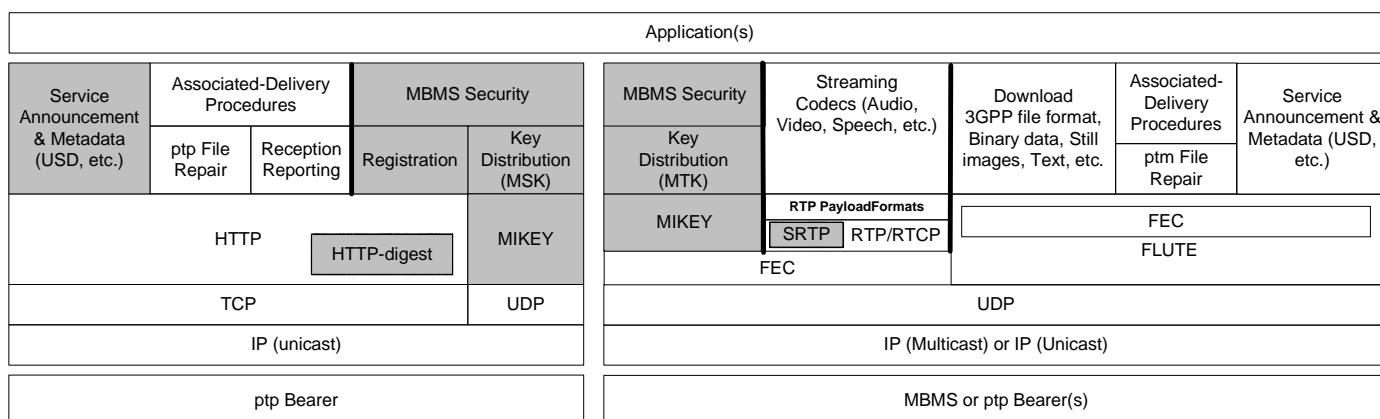 Application(s)
Service
Announcement
& Metadata
(USD, etc.)
Associated-Delivery
Procedures
ptp File
Repair
Reception
Reporting
MBMS Security
Registration
Key
Distribution
(MSK)
HTTP
HTTP-digest
MIKEY
TCP
UDP
IP (unicast)
ptp Bearer
MBMS Security
Key
Distribution
(MTK)
MIKEY
Streaming
Codecs (Audio,
Video, Speech, etc.)
RTP PayloadFormats
SRTP
RTP/RTCP
FEC
Download
3GPP file format,
Binary data, Still
images, Text, etc.
Associated-
Delivery
Procedures
ptm File
Repair
Service
Announcement &
Metadata (USD,
etc.)
FEC
FLUTE
UDP
IP (Multicast) or IP (Unicast)
MBMS or ptp Bearer(s)